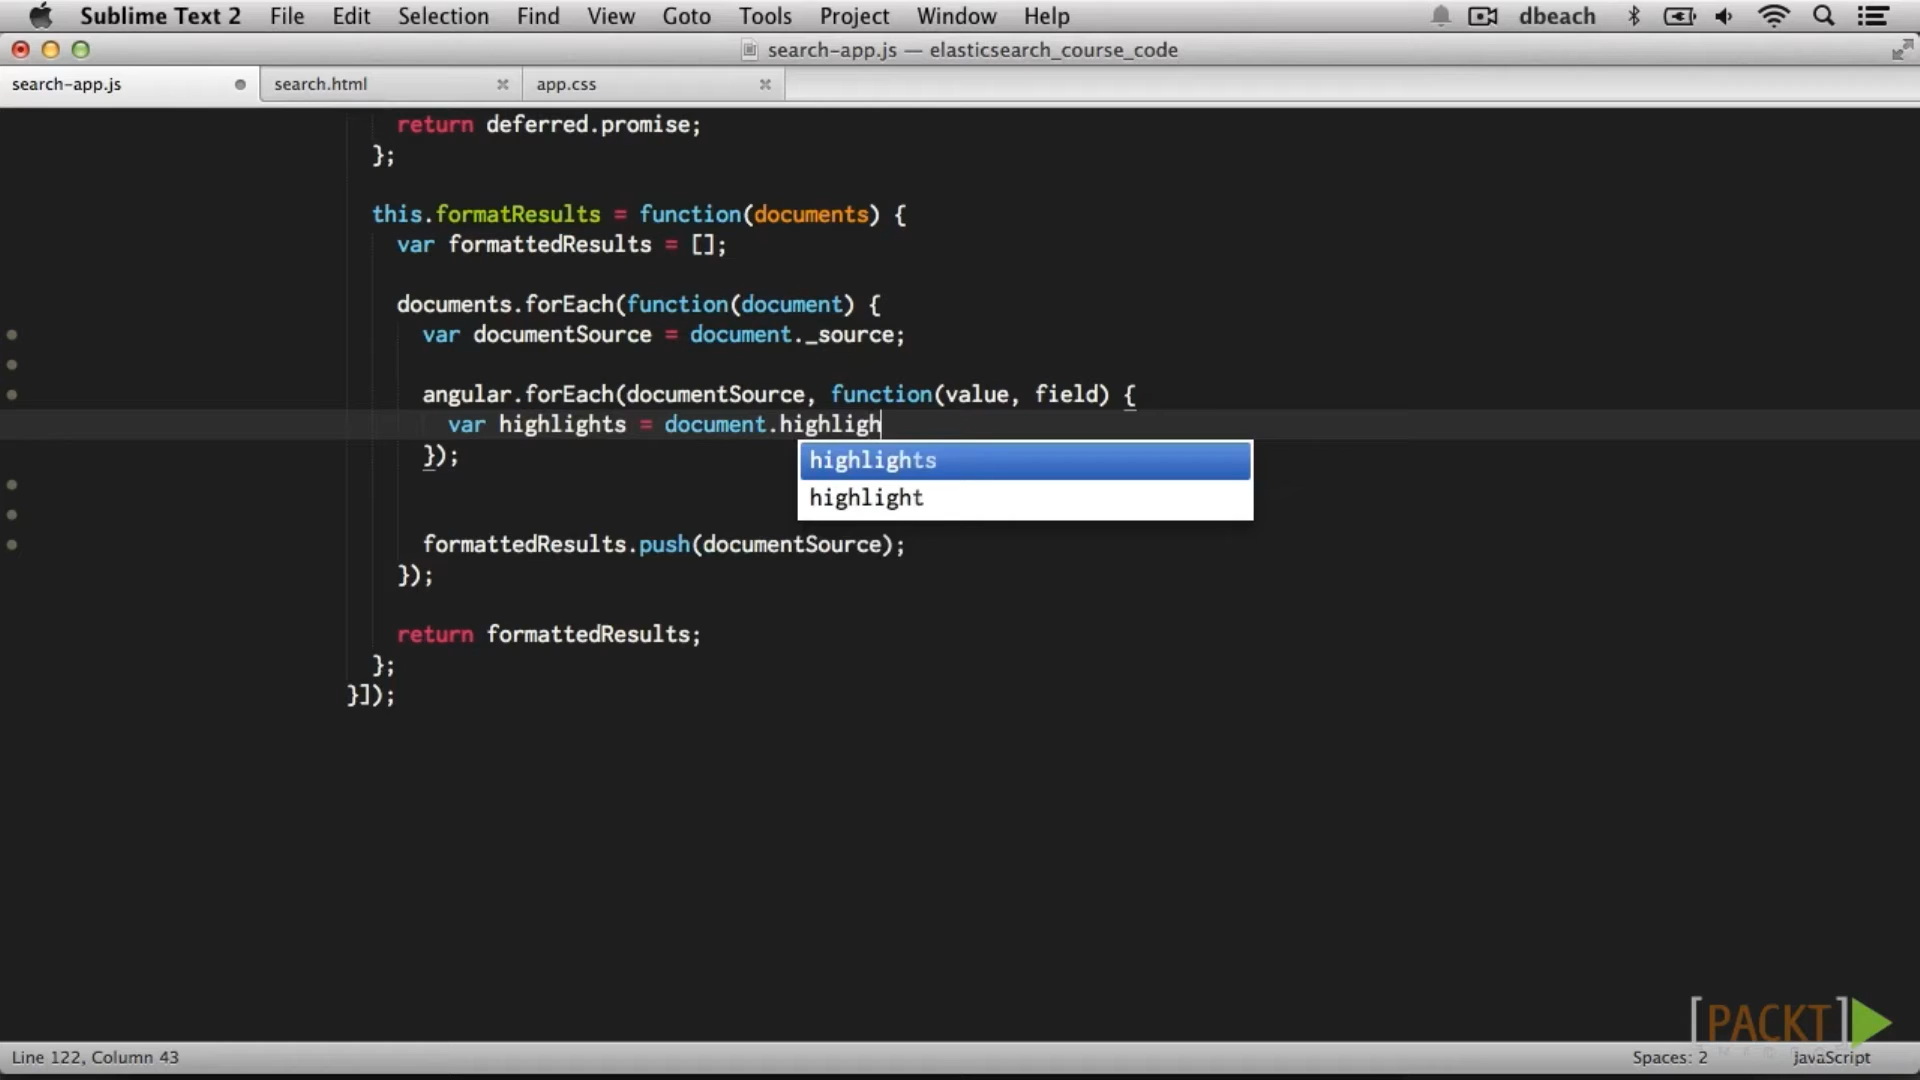 Sublime Text 2 File Edit Selection Find View Goto Tools Project Window Help dbeach
search-app.js — elasticsearch_course_code
search-app.js search.html app.css
return deferred.promise;
};
this.formatResults = function(documents) {
var formattedResults = [];
documents.forEach(function(document) {
var documentSource = document._source;
angular.forEach(documentSource, function(value, field) {
var highlights = document.highligh
});
highlights
highlight
formattedResults.push(documentSource);
});
return formattedResults;
};
}]);
[PACKT]
Line 122, Column 43 Spaces: 2 JavaScript